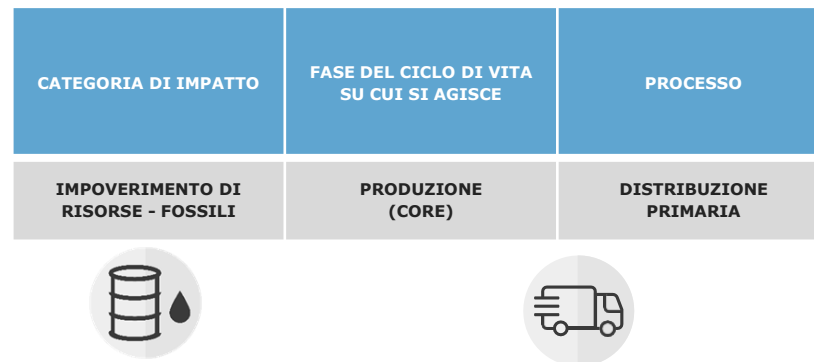 CATEGORIA DI IMPATTO
FASE DEL CICLO DI VITA
SU CUI SI AGISCE
PROCESSO
IMPOVERIMENTO DI
RISORSE - FOSSILI
PRODUZIONE
(CORE)
DISTRIBUZIONE
PRIMARIA